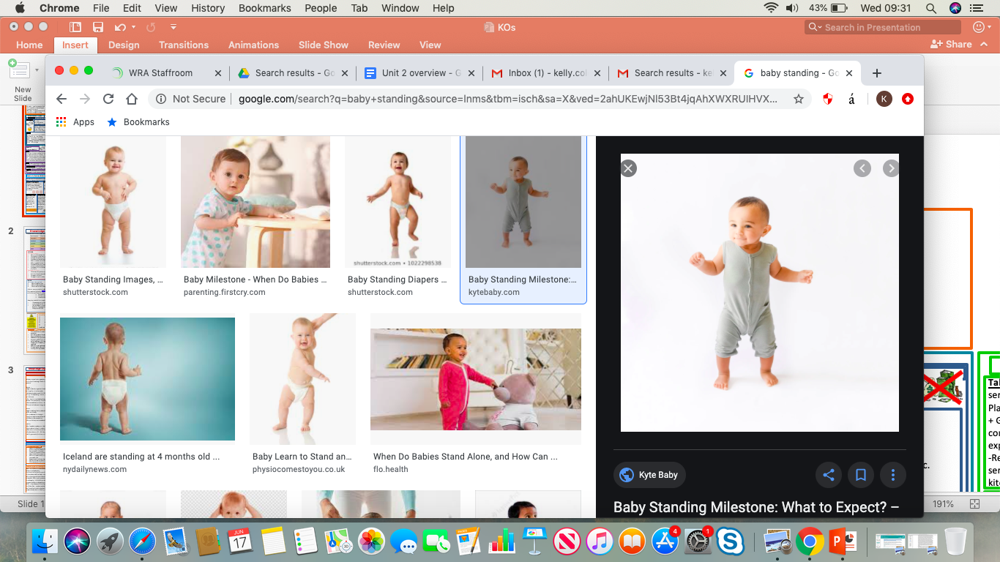 Chrome File Edit View History Bookmarks People Tab Window Help 43% Wed 09:31
KOs
Search in Presentation
Home Insert Design Transitions Animations Slide Show Review View Share
New
Slide
WRA Staffroom Search results - Go Unit 2 overview - G Inbox (1) - kelly.col Search results - ke baby standing - Go
Not Secure google.com/search?q=baby+standing&source=lnms&tbm=isch&sa=X&ved=2ahUKEwjNl53Bt4jqAhXWXRUIHVX... á K
Apps Bookmarks
shutterstock.com • 1022298538
Baby Standing Images, ...
shutterstock.com
Baby Milestone - When Do Babies ...
parenting.firstcry.com
Baby Standing Diapers ...
shutterstock.com
Baby Standing Milestone:...
kytebaby.com
Iceland are standing at 4 months old ...
nydailynews.com
Baby Learn to Stand an...
physiocomestoyou.co.uk
When Do Babies Stand Alone, and How Can ...
flo.health
Kyte Baby
Baby Standing Milestone: What to Expect? –
2
3
Tal
ser
Pla
+ G
cor
exp
-Re
ser
kite
c.
Slide 1
191%
JUN
17
4
1